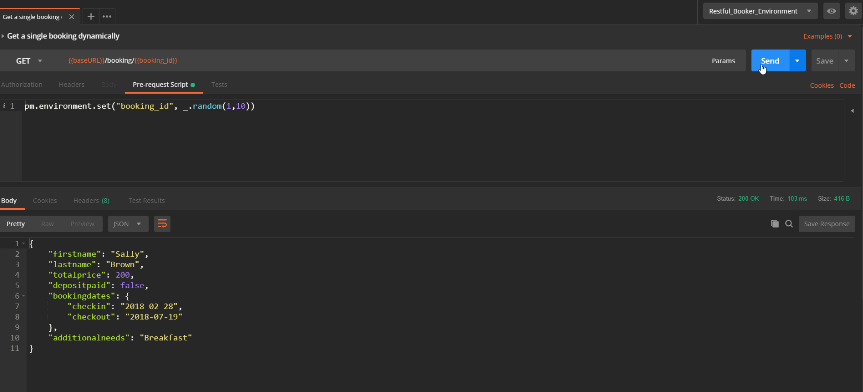 Get a single booking
Restful_Booker_Environment
Get a single booking dynamically
Examples (0)
GET {{baseURL}}/booking/{{booking_id}} Params Send Save
Authorization Headers Body Pre-request Script Tests
Cookies Code
1 pm.environment.set("booking_id", _.random(1,10))
Body Cookies Headers (8) Test Results Status: 200 OK Time: 103 ms Size: 416 B
Pretty Raw Preview JSON Save Response
1 {
2 "firstname": "Sally",
3 "lastname": "Brown",
4 "totalprice": 200,
5 "depositpaid": false,
6 "bookingdates": {
7 "checkin": "2018-02-28",
8 "checkout": "2018-07-19"
9 },
10 "additionalneeds": "Breakfast"
11 }